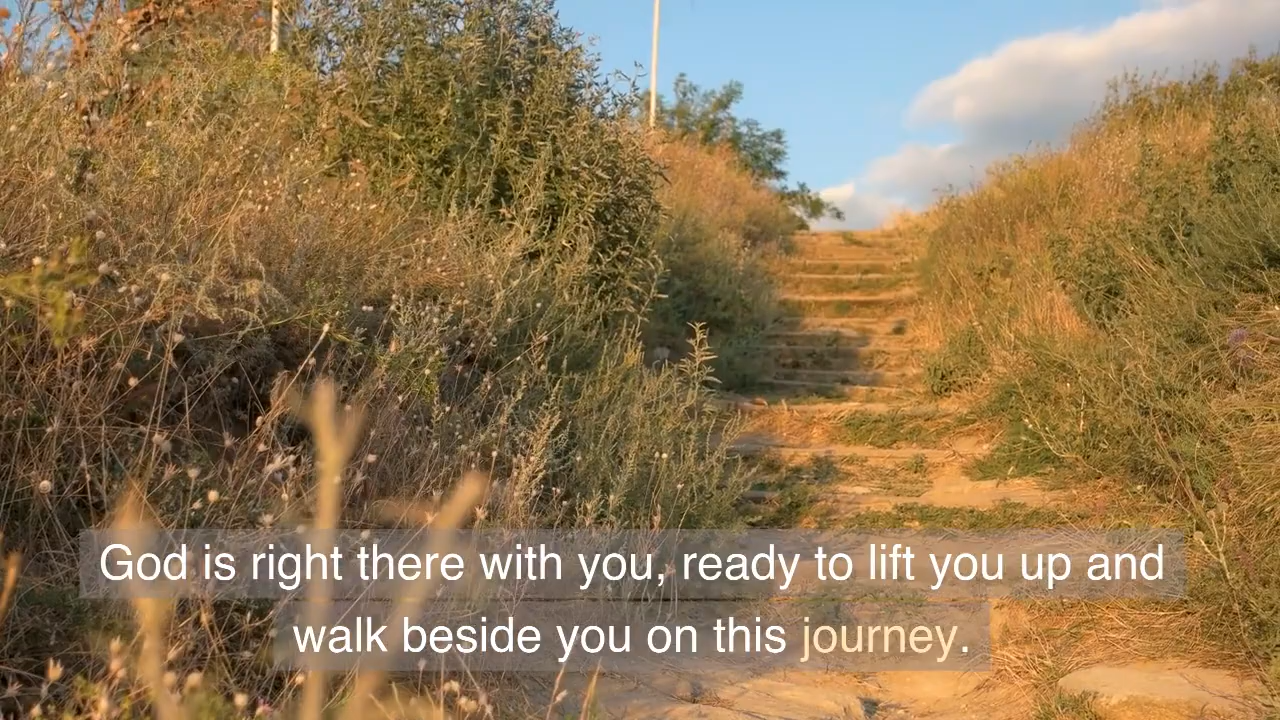 God is right there with you, ready to lift you up and
walk beside you on this journey.